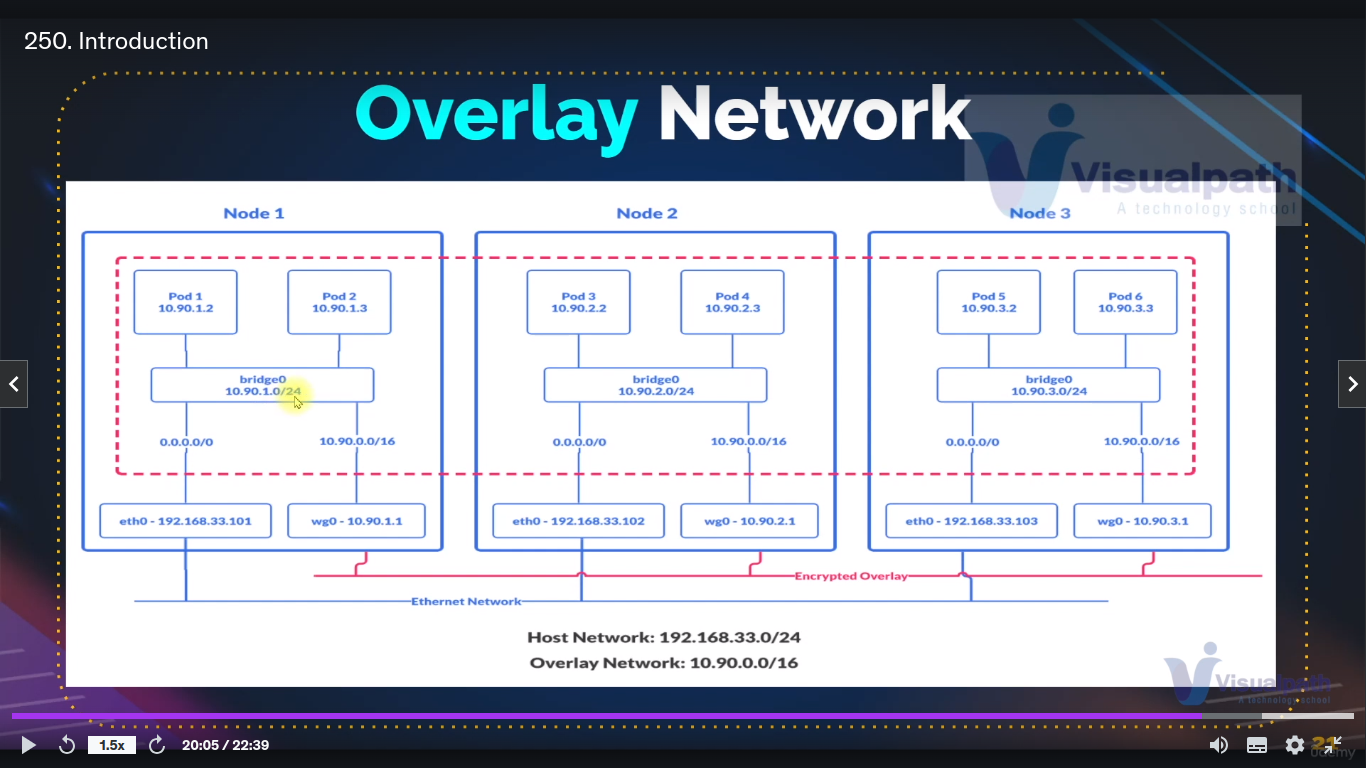 250. Introduction
Overlay Network
Visualpath
A technology school
Node 1
Node 2
Node 3
Pod 1
10.90.1.2
Pod 2
10.90.1.3
Pod 3
10.90.2.2
Pod 4
10.90.2.3
Pod 5
10.90.3.2
Pod 6
10.90.3.3
bridge0
10.90.1.0/24
bridge0
10.90.2.0/24
bridge0
10.90.3.0/24
0.0.0.0/0
10.90.0.0/16
0.0.0.0/0
10.90.0.0/16
0.0.0.0/0
10.90.0.0/16
eth0 - 192.168.33.101
wg0 - 10.90.1.1
eth0 - 192.168.33.102
wg0 - 10.90.2.1
eth0 - 192.168.33.103
wg0 - 10.90.3.1
Encrypted Overlay
Ethernet Network
Host Network: 192.168.33.0/24
Overlay Network: 10.90.0.0/16
Visualpath
A technology school
1.5x
20:05 / 22:39
21
udemy